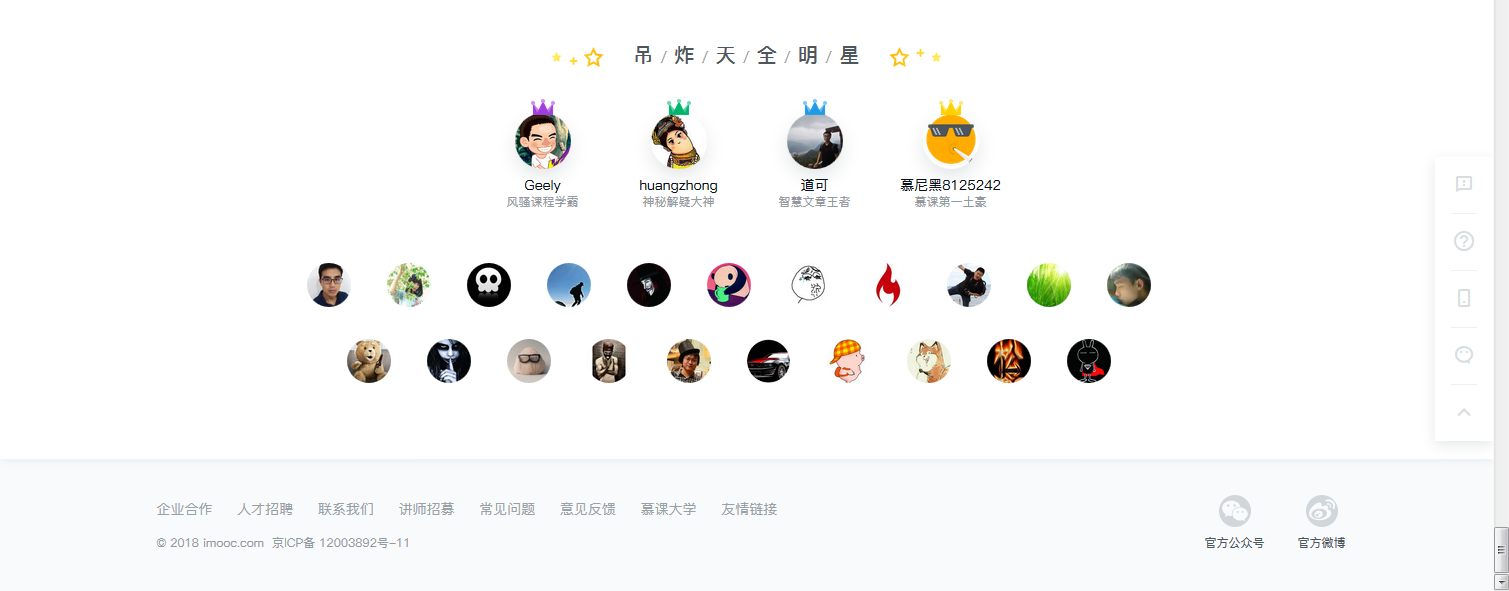 吊 / 炸 / 天 / 全 / 明 / 星
Geely huangzhong 道可 慕尼黑8125242
风骚课程学霸 神秘解疑大神 智慧文章王者 慕课第一土豪
企业合作 人才招聘 联系我们 讲师招募 常见问题 意见反馈 慕课大学 友情链接
© 2018 imooc.com 京ICP备 12003892号-11
官方公众号 官方微博